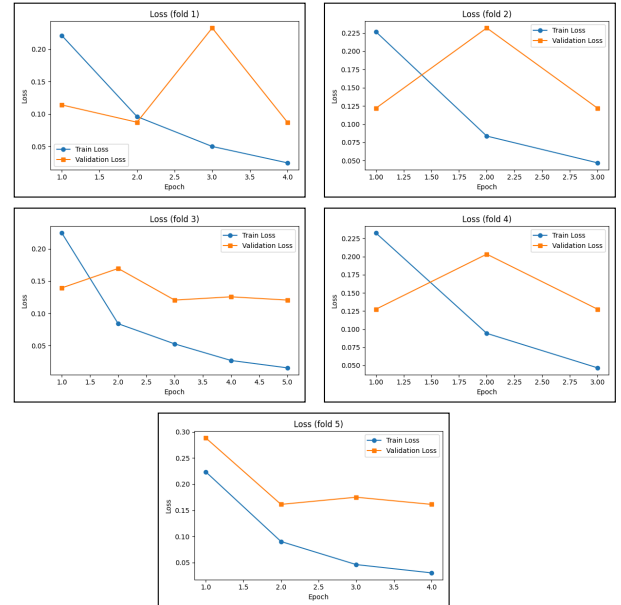 Loss (fold 1)
0.20
0.15
0.10
0.05
Loss
Train Loss
Validation Loss
1.0 1.5 2.0 2.5 3.0 3.5 4.0
Epoch
Loss (fold 2)
0.225
0.200
0.175
0.150
0.125
0.100
0.075
0.050
Loss
Train Loss
Validation Loss
1.00 1.25 1.50 1.75 2.00 2.25 2.50 2.75 3.00
Epoch
Loss (fold 3)
0.20
0.15
0.10
0.05
Loss
Train Loss
Validation Loss
1.0 1.5 2.0 2.5 3.0 3.5 4.0 4.5 5.0
Epoch
Loss (fold 4)
0.225
0.200
0.175
0.150
0.125
0.100
0.075
0.050
Loss
Train Loss
Validation Loss
1.00 1.25 1.50 1.75 2.00 2.25 2.50 2.75 3.00
Epoch
Loss (fold 5)
0.30
0.25
0.20
0.15
0.10
0.05
Loss
Train Loss
Validation Loss
1.0 1.5 2.0 2.5 3.0 3.5 4.0
Epoch